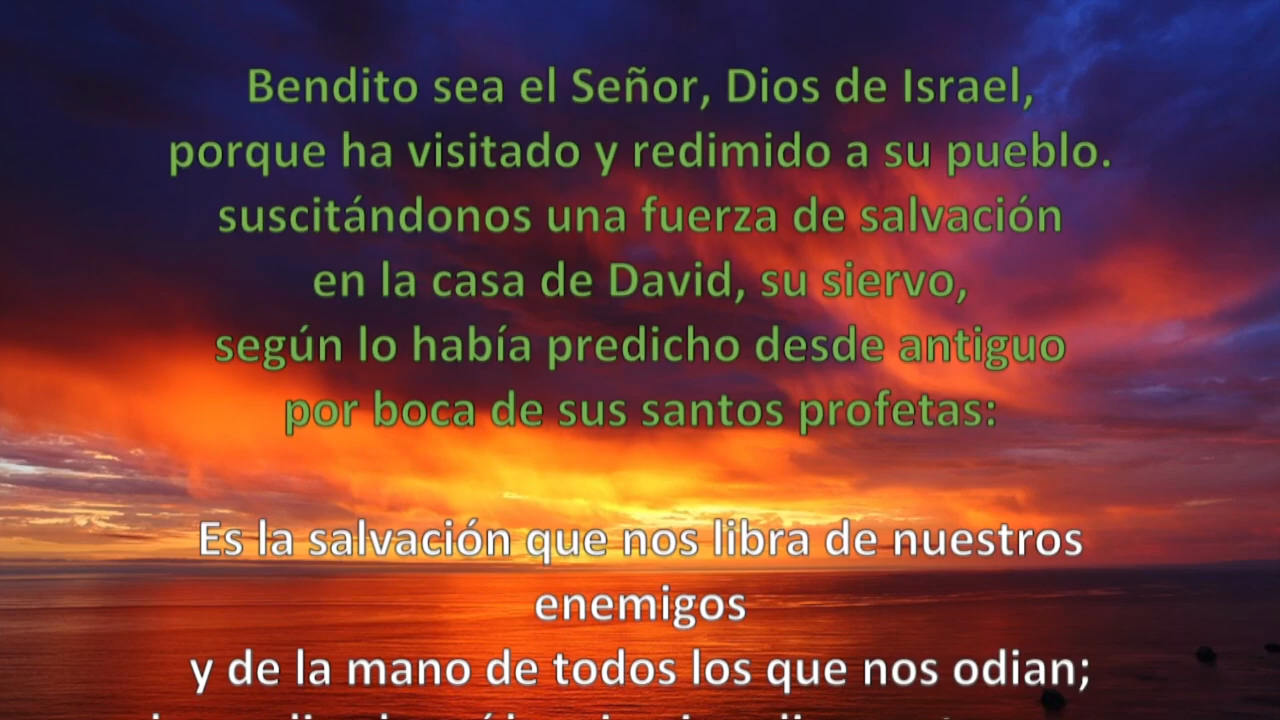 Bendito sea el Señor, Dios de Israel,
porque ha visitado y redimido a su pueblo.
suscitándonos una fuerza de salvación
en la casa de David, su siervo,
según lo había predicho desde antiguo
por boca de sus santos profetas:
Es la salvación que nos libra de nuestros
enemigos
y de la mano de todos los que nos odian;